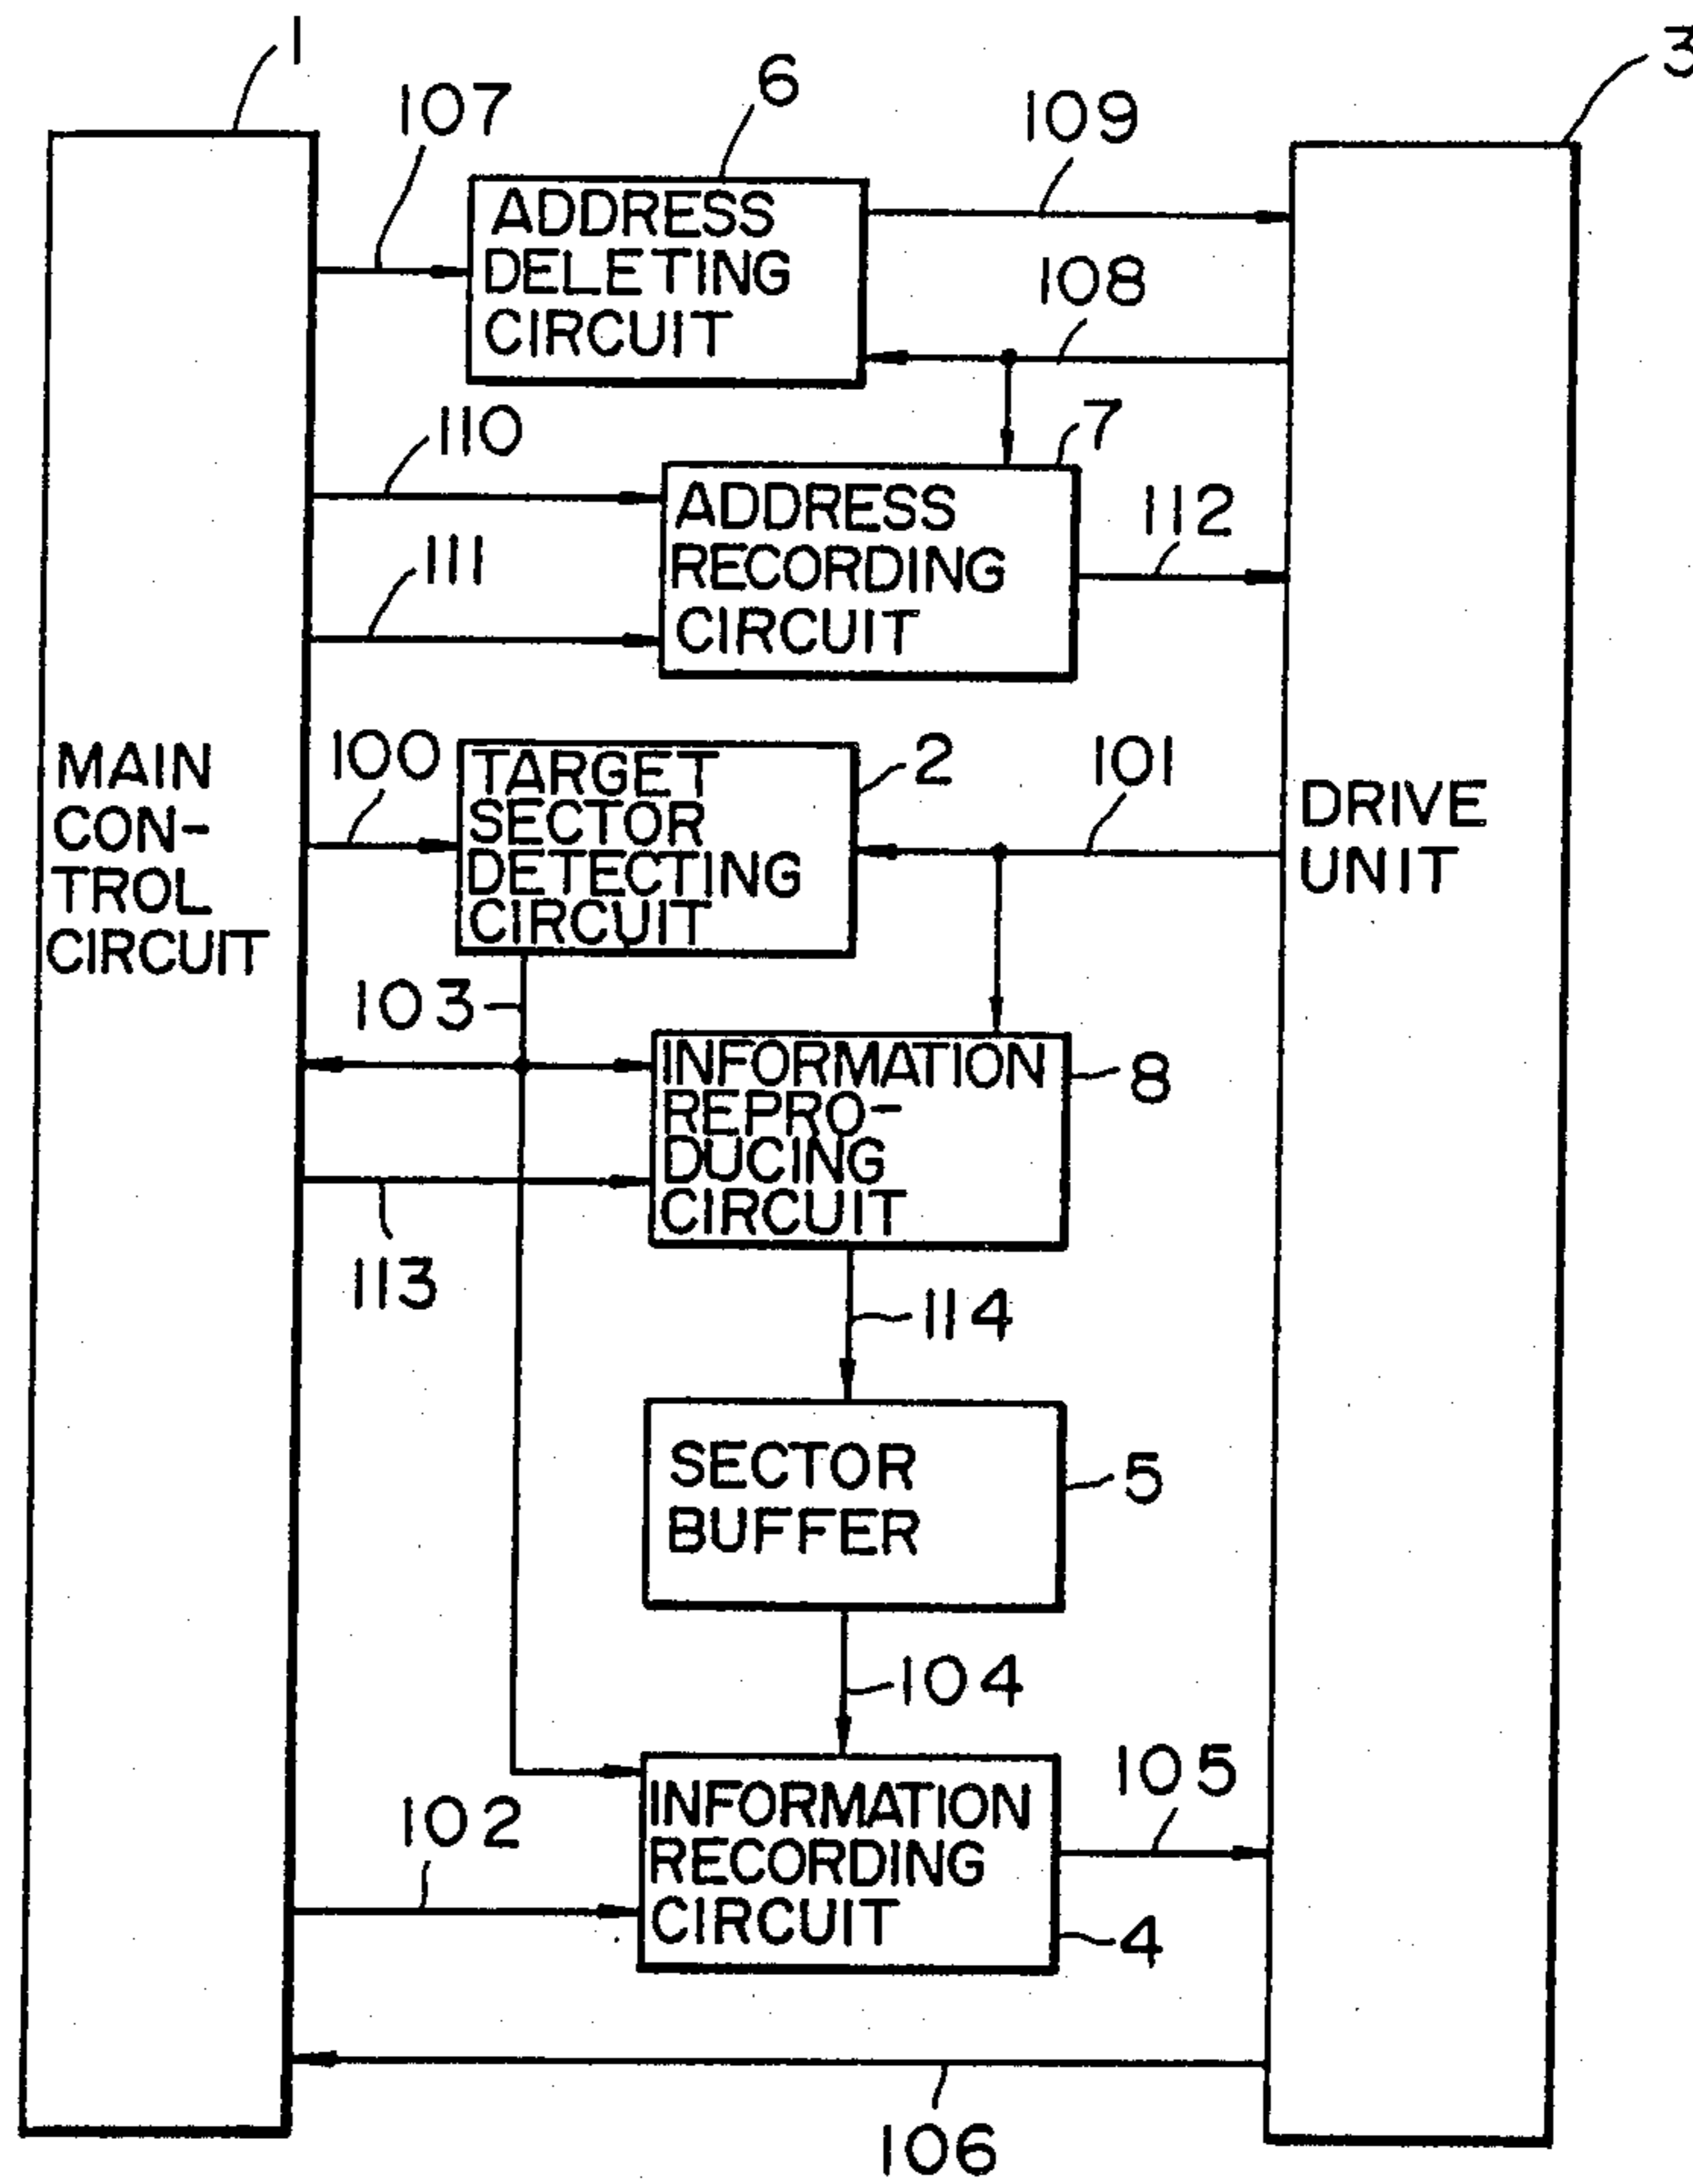 1
3
107
6
109
ADDRESS
DELETING
CIRCUIT
108
110
7
ADDRESS
RECORDING
CIRCUIT
112
111
MAIN
CON-
TROL
CIRCUIT
100
TARGET
SECTOR
DETECTING
CIRCUIT
2
101
DRIVE
UNIT
103
INFORMATION
REPRO-
DUCING
CIRCUIT
8
113
114
SECTOR
BUFFER
5
104
105
102
INFORMATION
RECORDING
CIRCUIT
4
106